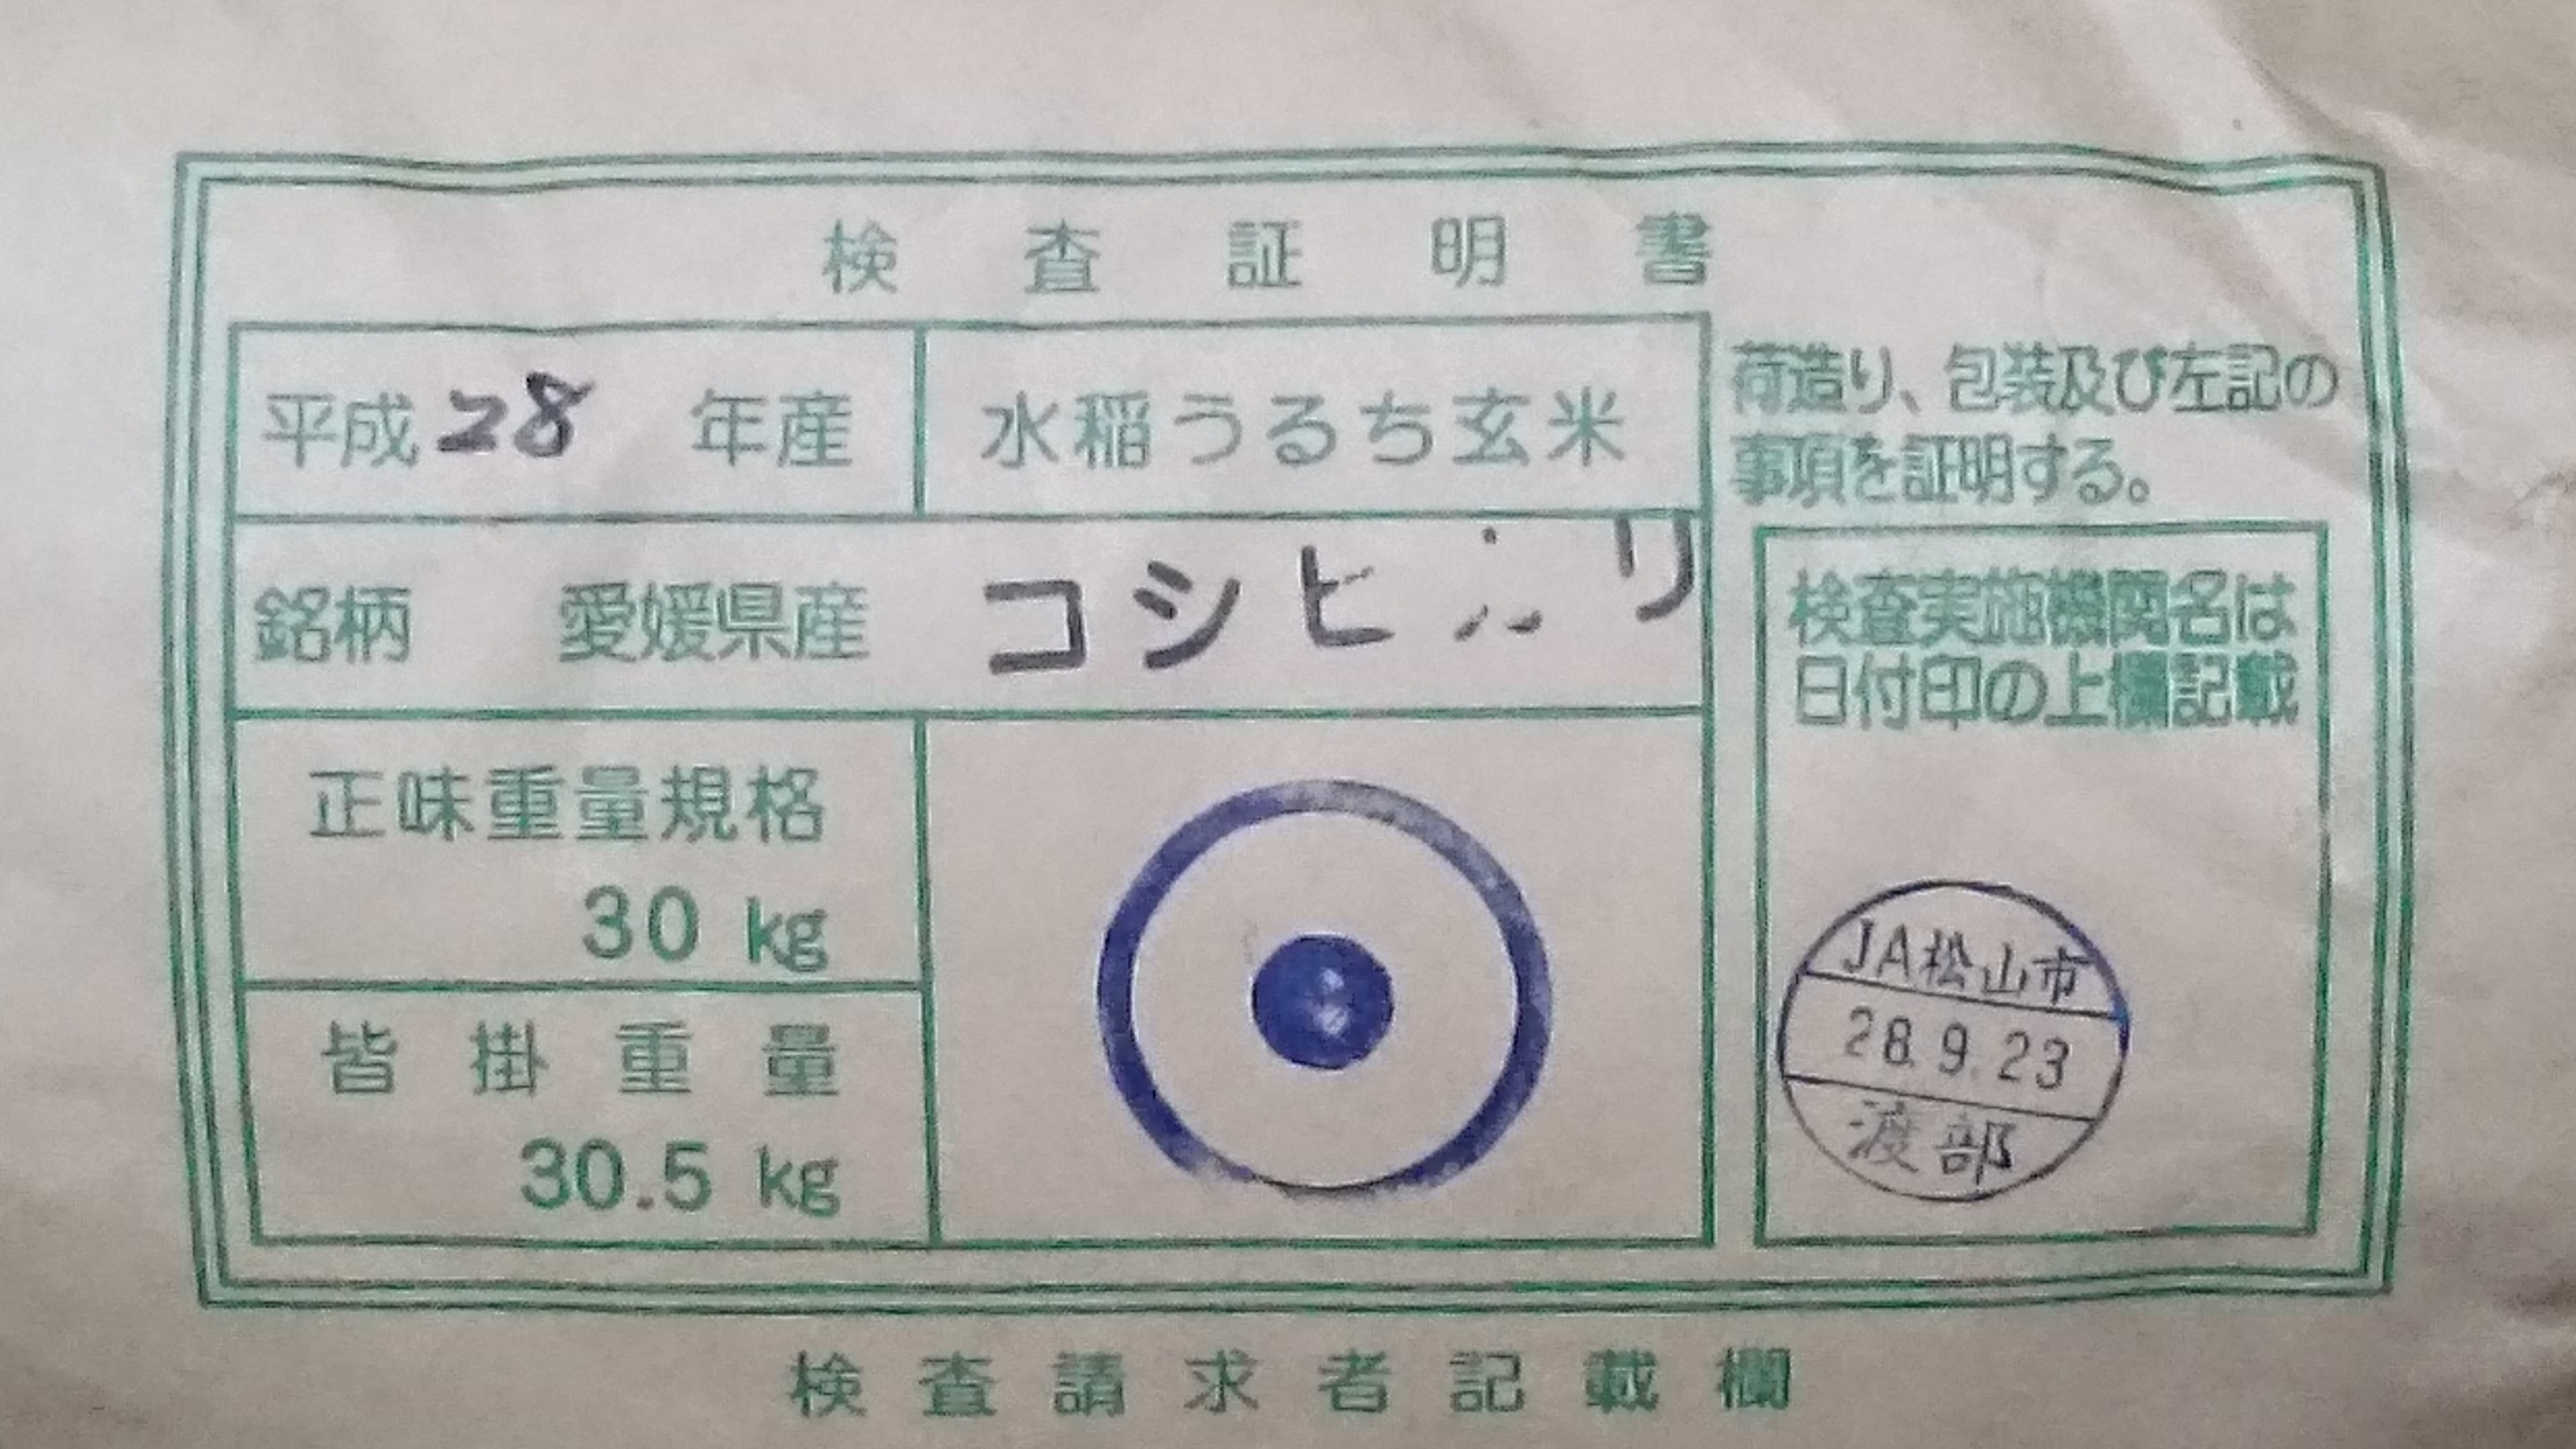 検査証明書
平成28年産
水稲うるち玄米
銘柄 愛媛県産 コシヒカリ
正味重量規格
30 kg
皆掛重量
30.5 kg
荷造り、包装及び左記の
事項を証明する。
検査実施機関名は
日付印の上欄記載
JA松山市
28.9.23
渡部
検査請求者記載欄